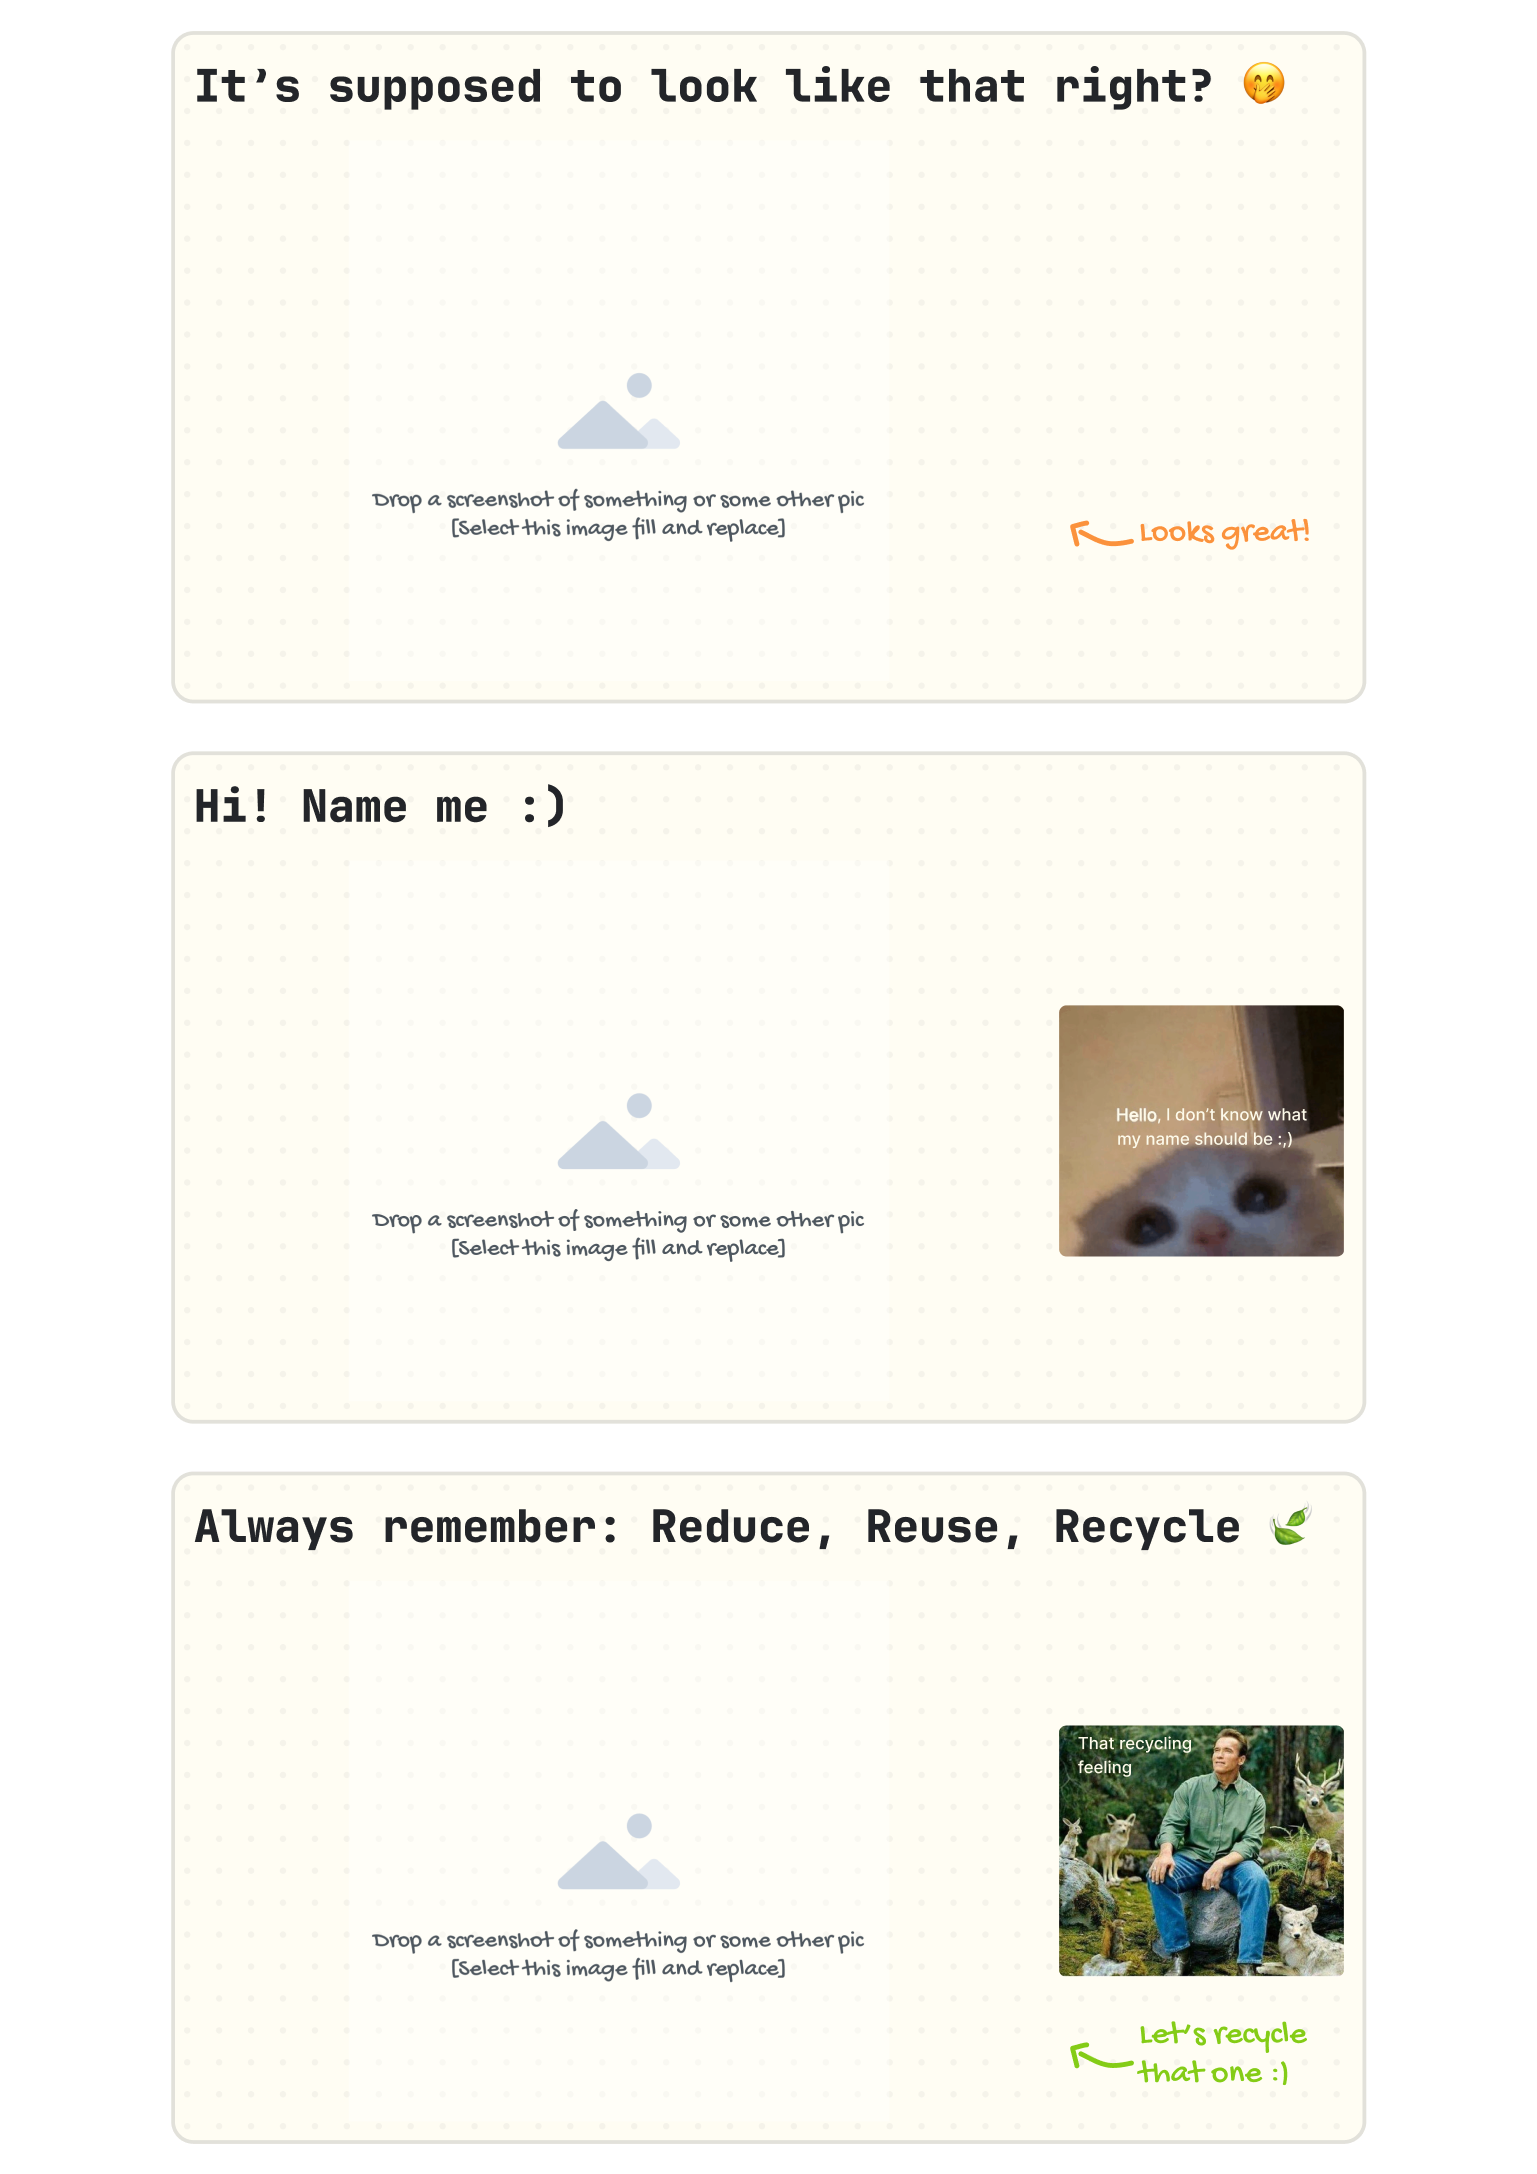 It’s supposed to look like that right? 🤭
Drop a screenshot of something or some other pic
[Select this image fill and replace]
Looks great!
Hi! Name me :)
Hello, I don’t know what
my name should be :,)
Drop a screenshot of something or some other pic
[Select this image fill and replace]
Always remember: Reduce, Reuse, Recycle 🍃
That recycling
feeling
Drop a screenshot of something or some other pic
[Select this image fill and replace]
Let’s recycle
that one :)